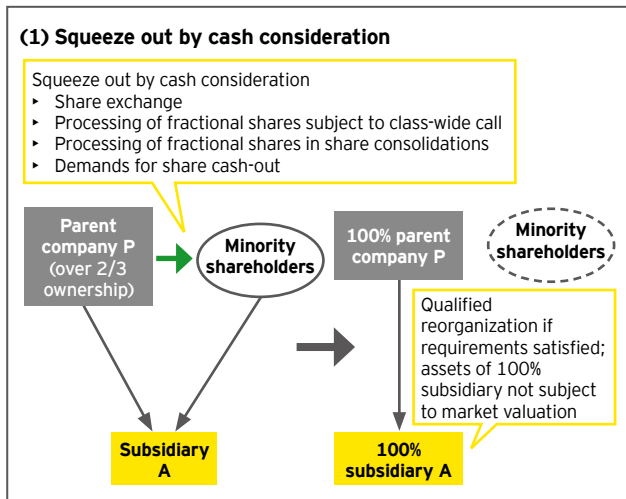 (1) Squeeze out by cash consideration
Squeeze out by cash consideration
‣ Share exchange
‣ Processing of fractional shares subject to class-wide call
‣ Processing of fractional shares in share consolidations
‣ Demands for share cash-out
Parent
company P
(over 2/3
ownership)
Minority
shareholders
100% parent
company P
Minority
shareholders
Qualified
reorganization if
requirements satisfied;
assets of 100%
subsidiary not subject
to market valuation
Subsidiary
A
100%
subsidiary A